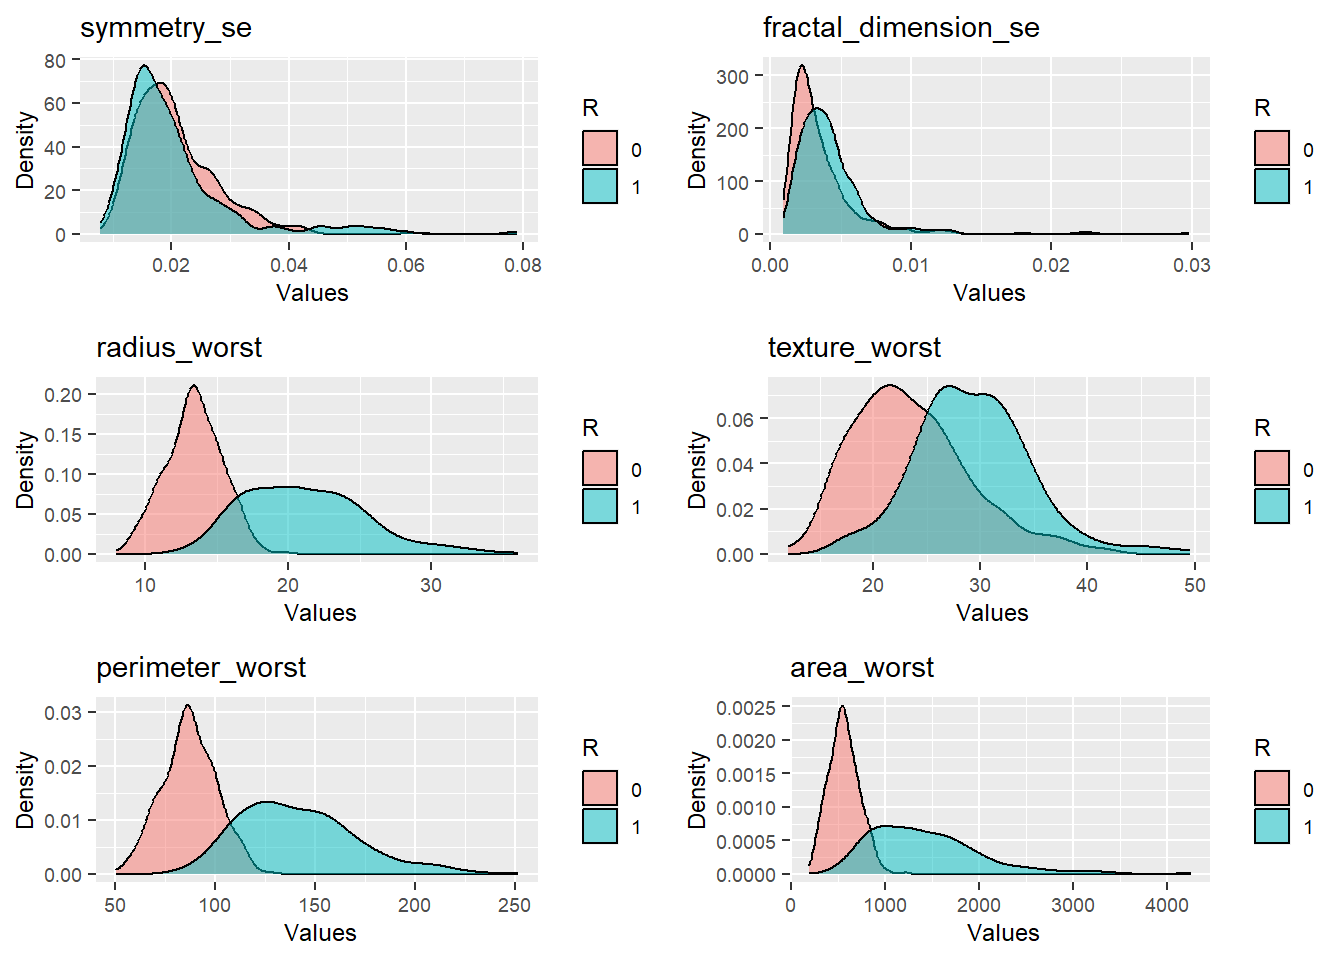 symmetry_se
80
60
40
20
0
Density
0.02 0.04 0.06 0.08
Values
R
0
1
fractal_dimension_se
300
200
100
0
Density
0.00 0.01 0.02 0.03
Values
R
0
1
radius_worst
0.20
0.15
0.10
0.05
0.00
Density
10 20 30
Values
R
0
1
texture_worst
0.06
0.04
0.02
0.00
Density
20 30 40 50
Values
R
0
1
perimeter_worst
0.03
0.02
0.01
0.00
Density
50 100 150 200 250
Values
R
0
1
area_worst
0.0025
0.0020
0.0015
0.0010
0.0005
0.0000
Density
0 1000 2000 3000 4000
Values
R
0
1